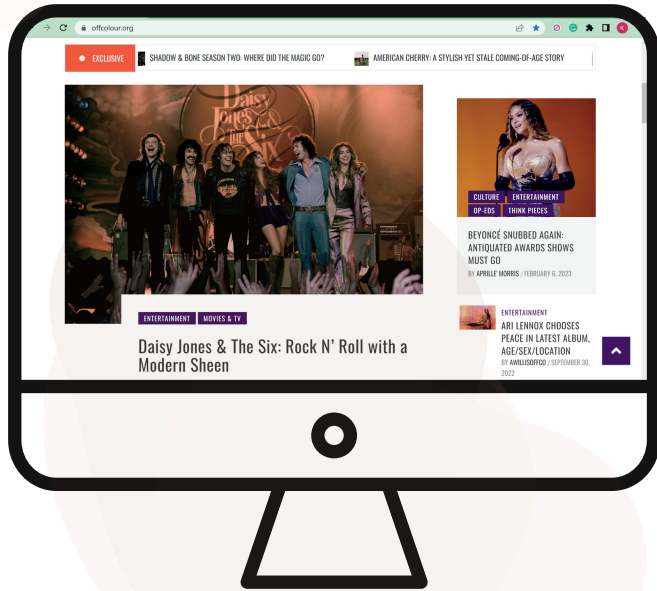 offcolour.org
K
EXCLUSIVE
SHADOW & BONE SEASON TWO: WHERE DID THE MAGIC GO?
AMERICAN CHERRY: A STYLISH YET STALE COMING-OF-AGE STORY
Daisy
Jones &
The Six
ENTERTAINMENT MOVIES & TV
Daisy Jones & The Six: Rock N’ Roll with a
Modern Sheen
CULTURE ENTERTAINMENT
OP-EDS THINK PIECES
BEYONCÉ SNUBBED AGAIN:
ANTIQUATED AWARDS SHOWS
MUST GO
BY APRILLE' MORRIS / FEBRUARY 6, 2023
ENTERTAINMENT
ARI LENNOX CHOOSES
PEACE IN LATEST ALBUM,
AGE/SEX/LOCATION
BY AWILLISOFFCO / SEPTEMBER 30,
2022